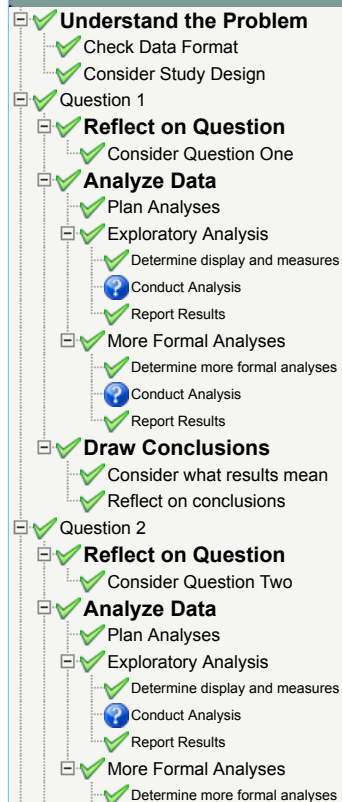 Understand the Problem
Check Data Format
Consider Study Design
Question 1
Reflect on Question
Consider Question One
Analyze Data
Plan Analyses
Exploratory Analysis
Determine display and measures
Conduct Analysis
Report Results
More Formal Analyses
Determine more formal analyses
Conduct Analysis
Report Results
Draw Conclusions
Consider what results mean
Reflect on conclusions
Question 2
Reflect on Question
Consider Question Two
Analyze Data
Plan Analyses
Exploratory Analysis
Determine display and measures
Conduct Analysis
Report Results
More Formal Analyses
Determine more formal analyses